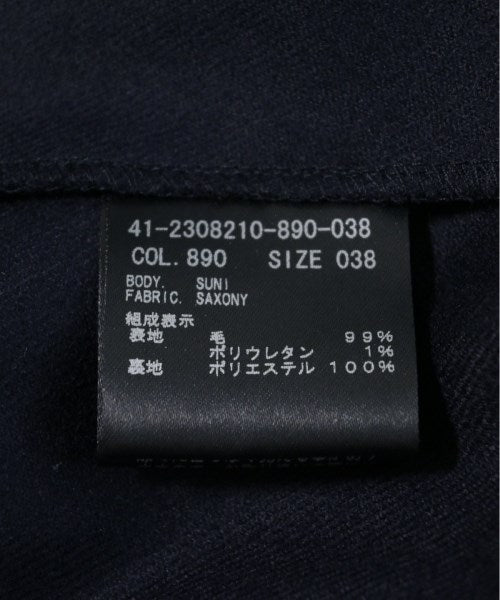 41-2308210-890-038
COL. 890 SIZE 038
BODY. SUNI
FABRIC. SAXONY
組成表示
表地 毛 99%
ポリウレタン 1%
裏地 ポリエステル 100%